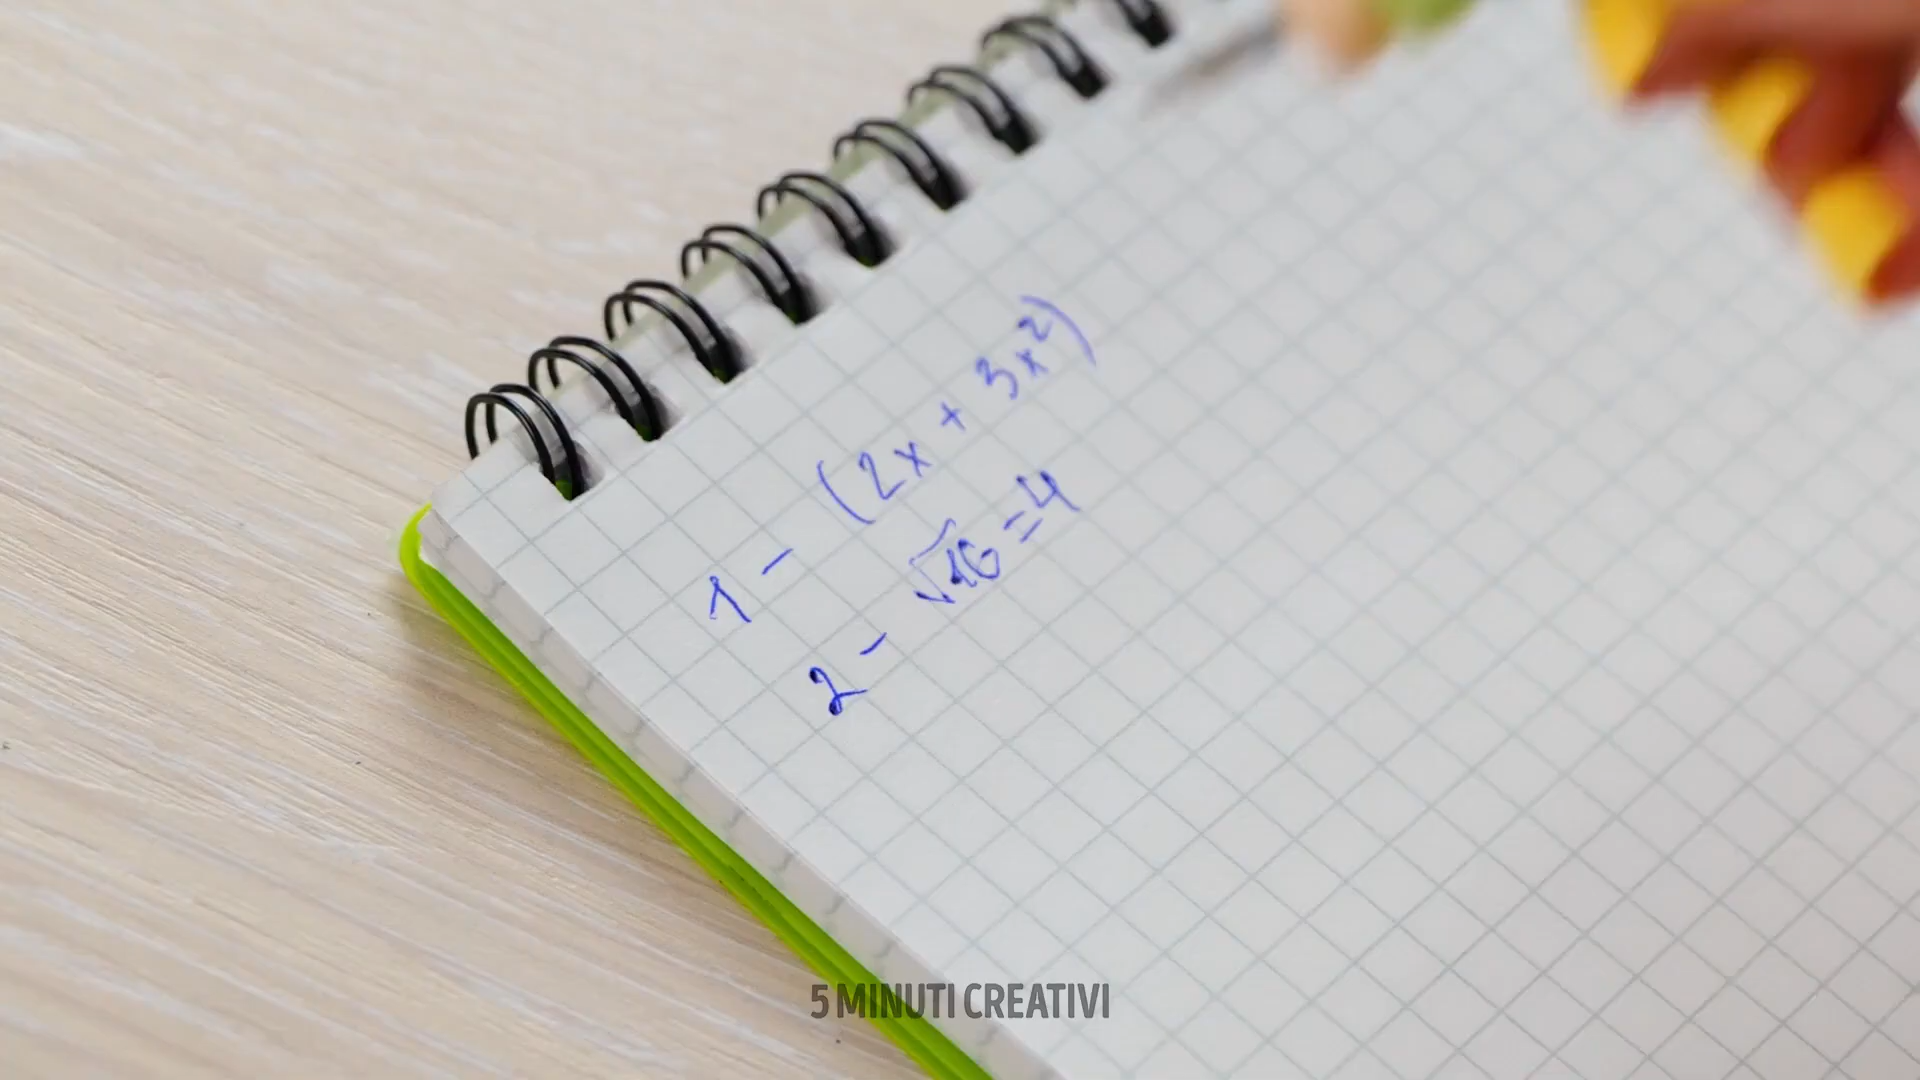 1 - (2x + 3x²)
2 - √16 = 4
5 MINUTI CREATIVI